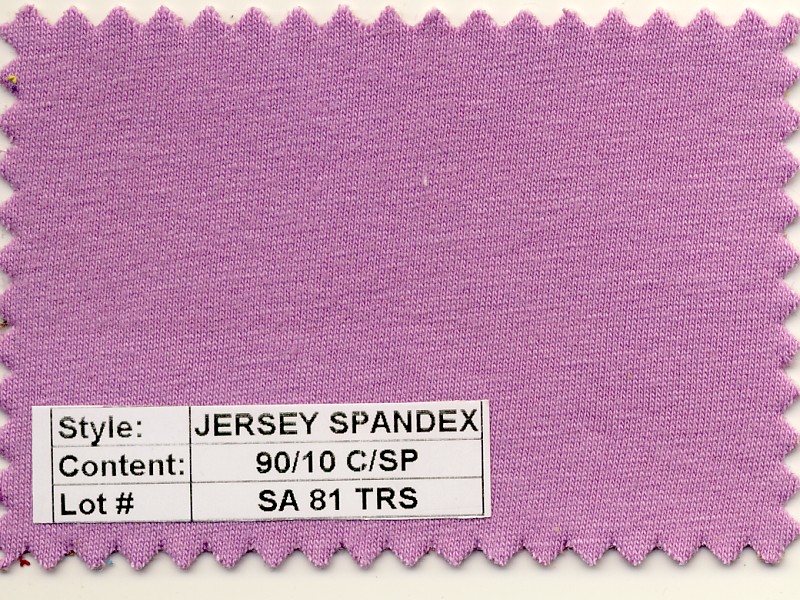 Style: JERSEY SPANDEX
Content: 90/10 C/SP
Lot # SA 81 TRS